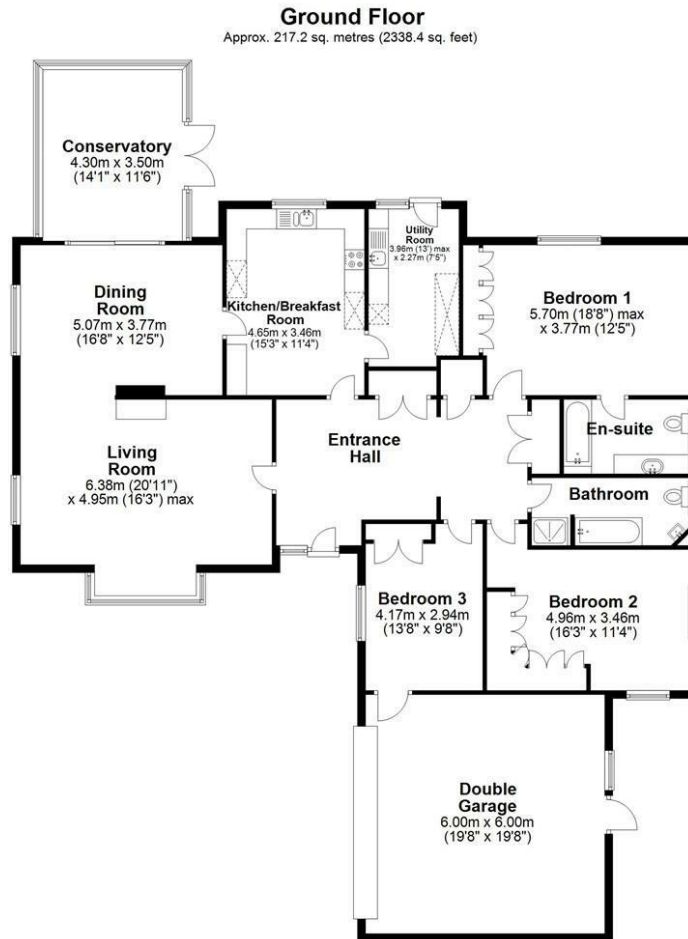 Ground Floor
Approx. 217.2 sq. metres (2338.4 sq. feet)
Conservatory
4.30m x 3.50m
(14'1" x 11'6")
Utility
Room
3.96m (13') max
x 2.27m (7'5")
Dining
Room
5.07m x 3.77m
(16'8" x 12'5")
Kitchen/Breakfast
Room
4.65m x 3.46m
(15'3" x 11'4")
Bedroom 1
5.70m (18'8") max
x 3.77m (12'5")
Living
Room
6.38m (20'11")
x 4.95m (16'3") max
Entrance
Hall
En-suite
Bathroom
Bedroom 3
4.17m x 2.94m
(13'8" x 9'8")
Bedroom 2
4.96m x 3.46m
(16'3" x 11'4")
Double
Garage
6.00m x 6.00m
(19'8" x 19'8")